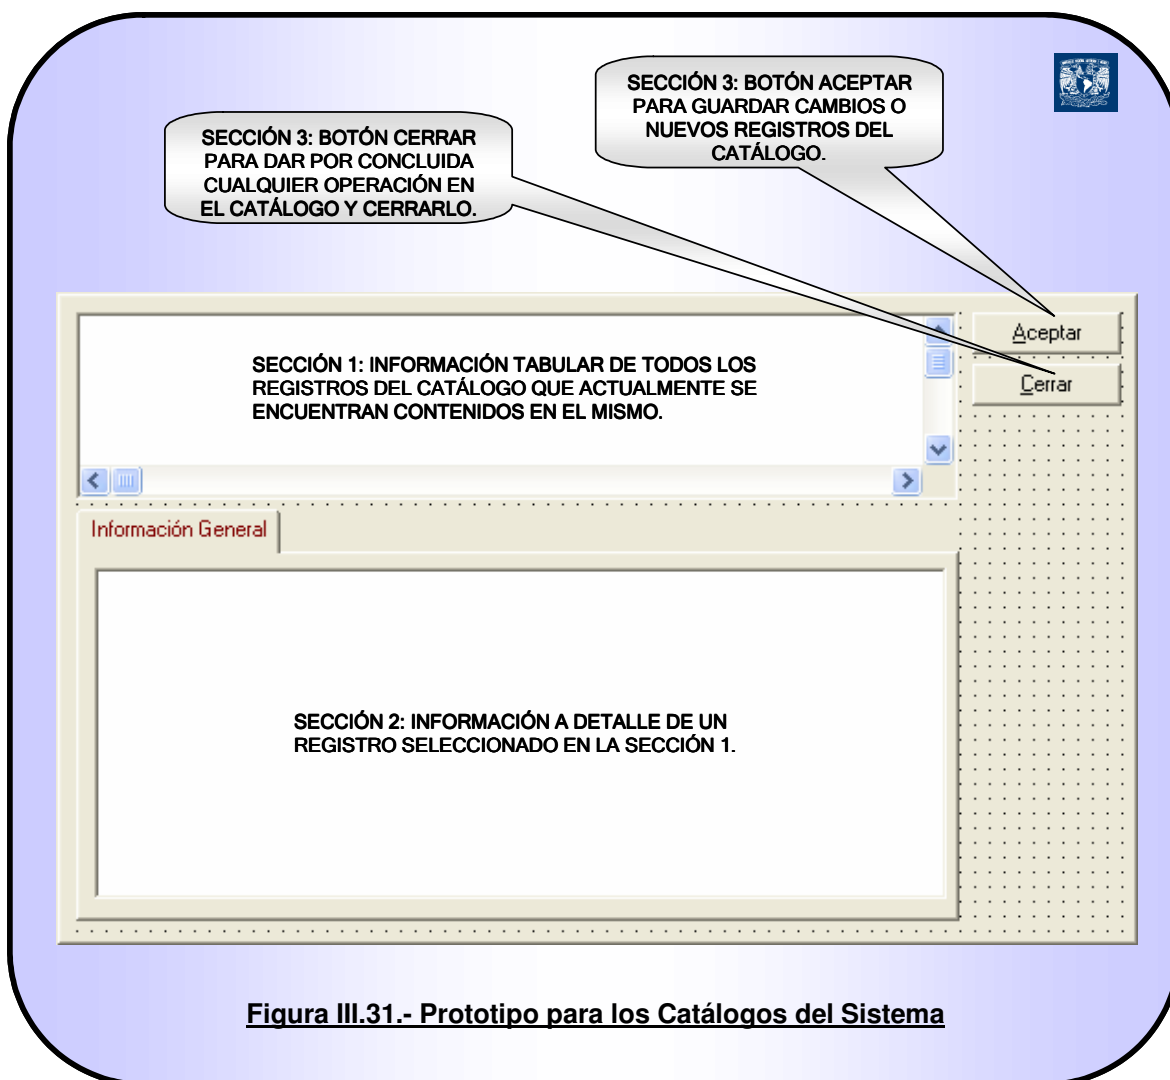 SECCIÓN 3: BOTÓN ACEPTAR
PARA GUARDAR CAMBIOS O
NUEVOS REGISTROS DEL
CATÁLOGO.
SECCIÓN 3: BOTÓN CERRAR
PARA DAR POR CONCLUIDA
CUALQUIER OPERACIÓN EN
EL CATÁLOGO Y CERRARLO.
Aceptar
Cerrar
SECCIÓN 1: INFORMACIÓN TABULAR DE TODOS LOS
REGISTROS DEL CATÁLOGO QUE ACTUALMENTE SE
ENCUENTRAN CONTENIDOS EN EL MISMO.
Información General
SECCIÓN 2: INFORMACIÓN A DETALLE DE UN
REGISTRO SELECCIONADO EN LA SECCIÓN 1.
Figura III.31.- Prototipo para los Catálogos del Sistema